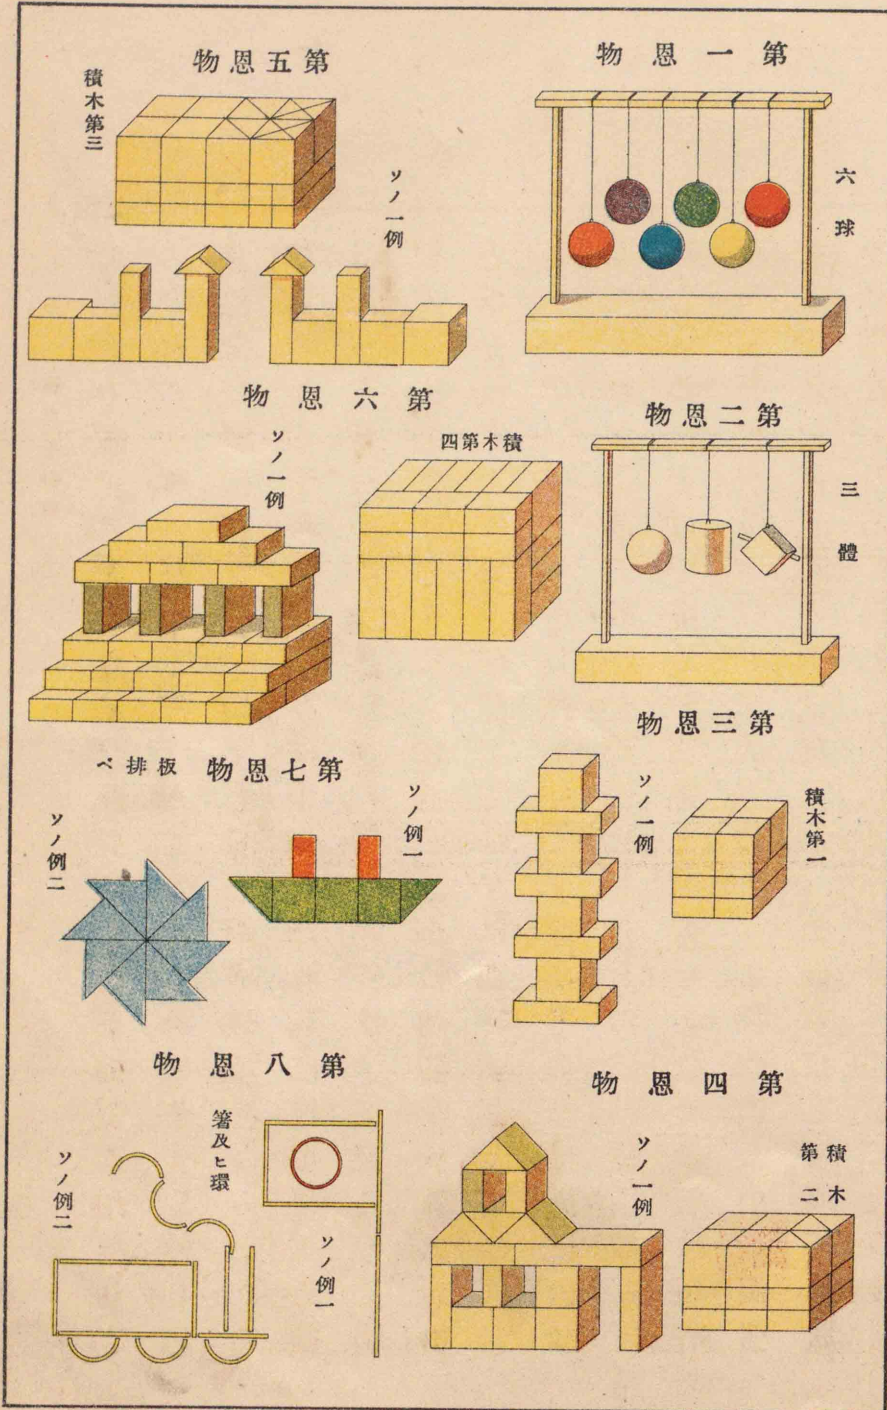 第一恩物
六球
第二恩物
三體
第三恩物
積木第一
ソノ一例
第四恩物
積木
第二
ソノ一例
第五恩物
積木第三
ソノ一例
第六恩物
積木第四
ソノ一例
第七恩物
板排ベ
ソノ例一
ソノ例二
第八恩物
箸及ヒ環
ソノ例一
ソノ例二